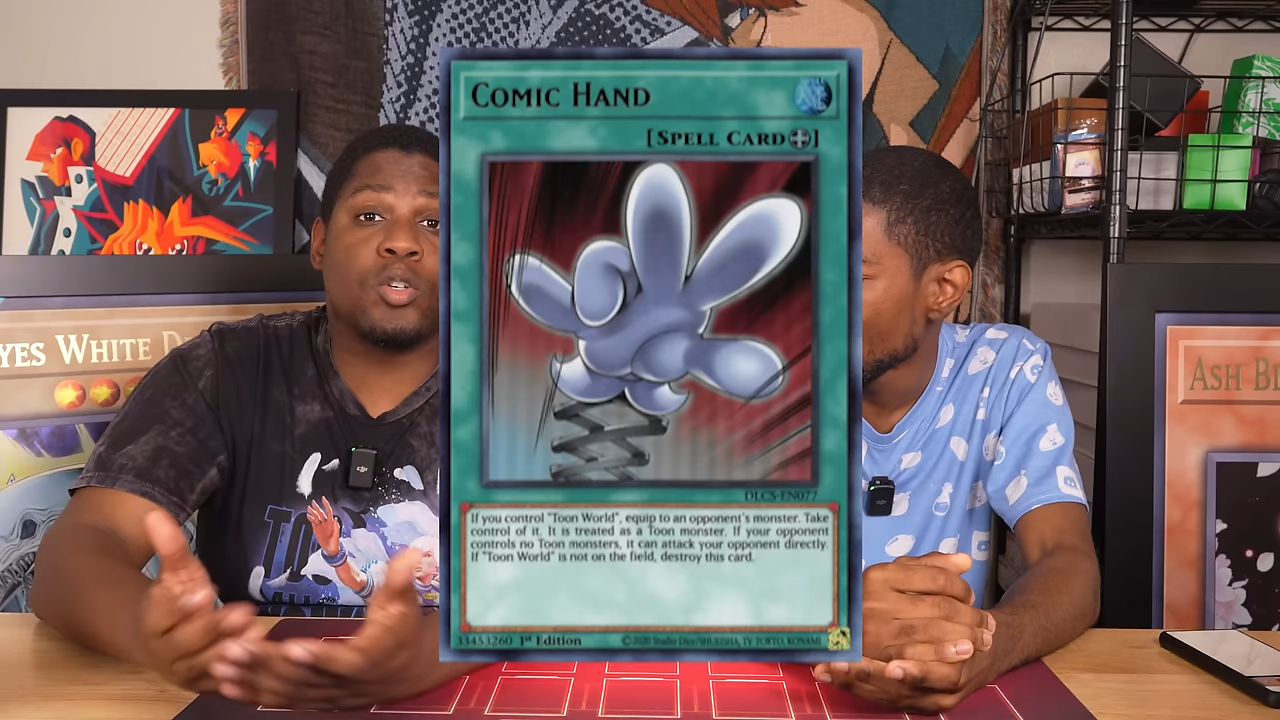 COMIC HAND
[SPELL CARD]
DLCS-EN077
If you control "Toon World", equip to an opponent's monster. Take
control of it. It is treated as a Toon monster. If your opponent
controls no Toon monsters, it can attack your opponent directly.
If "Toon World" is not on the field, destroy this card.
33453260 1st Edition
©2020 Studio Dice/SHUEISHA, TV TOKYO, KONAMI
YES WHITE D
ASH BL
dji